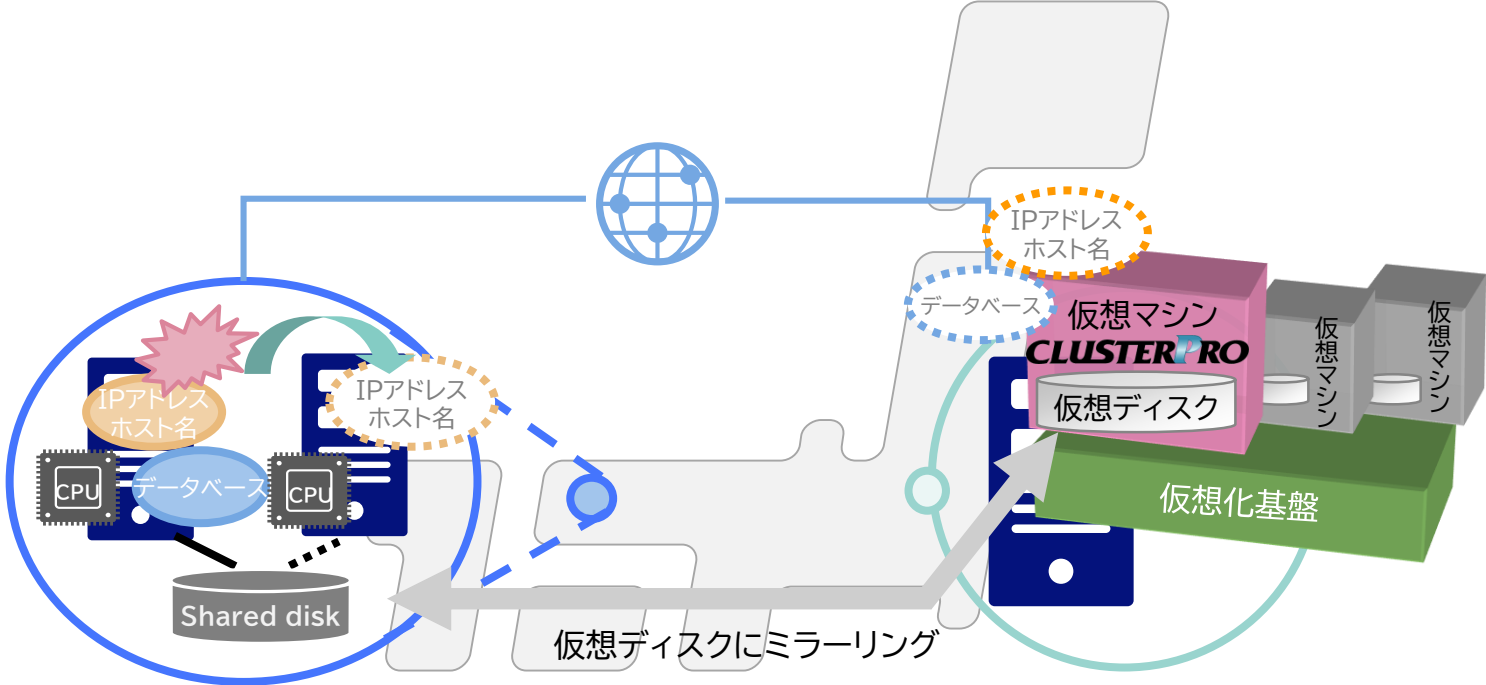 IPアドレス
ホスト名
データベース
CPU
CPU
IPアドレス
ホスト名
Shared disk
仮想ディスクにミラーリング
IPアドレス
ホスト名
データベース
仮想マシン
CLUSTERPRO
仮想ディスク
仮想マシン
仮想マシン
仮想化基盤